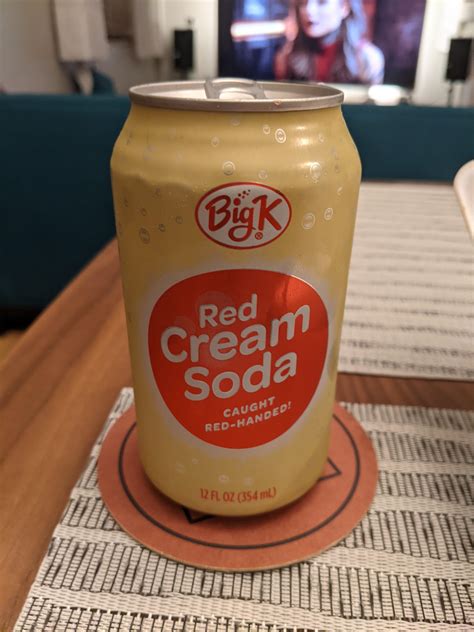 Big K
®
Red
Cream
Soda
CAUGHT
RED-HANDED!
12 FL OZ (354 mL)